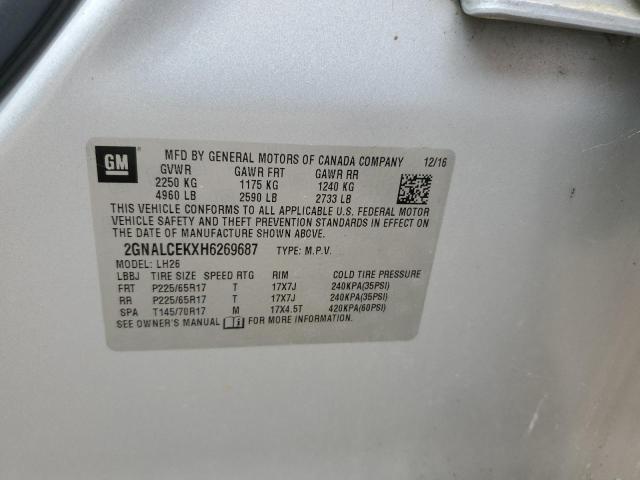 GM
MFD BY GENERAL MOTORS OF CANADA COMPANY 12/16
GVWR GAWR FRT GAWR RR
2250 KG 1175 KG 1240 KG
4960 LB 2590 LB 2733 LB
THIS VEHICLE CONFORMS TO ALL APPLICABLE U.S. FEDERAL MOTOR
VEHICLE SAFETY AND THEFT PREVENTION STANDARDS IN EFFECT ON
THE DATE OF MANUFACTURE SHOWN ABOVE.
2GNALCEKXH6269687 TYPE: M.P.V.
MODEL: LH26
LBBJ TIRE SIZE SPEED RTG RIM COLD TIRE PRESSURE
FRT P225/65R17 T 17X7J 240KPA(35PSI)
RR P225/65R17 T 17X7J 240KPA(35PSI)
SPA T145/70R17 M 17X4.5T 420KPA(60PSI)
SEE OWNER'S MANUAL FOR MORE INFORMATION.